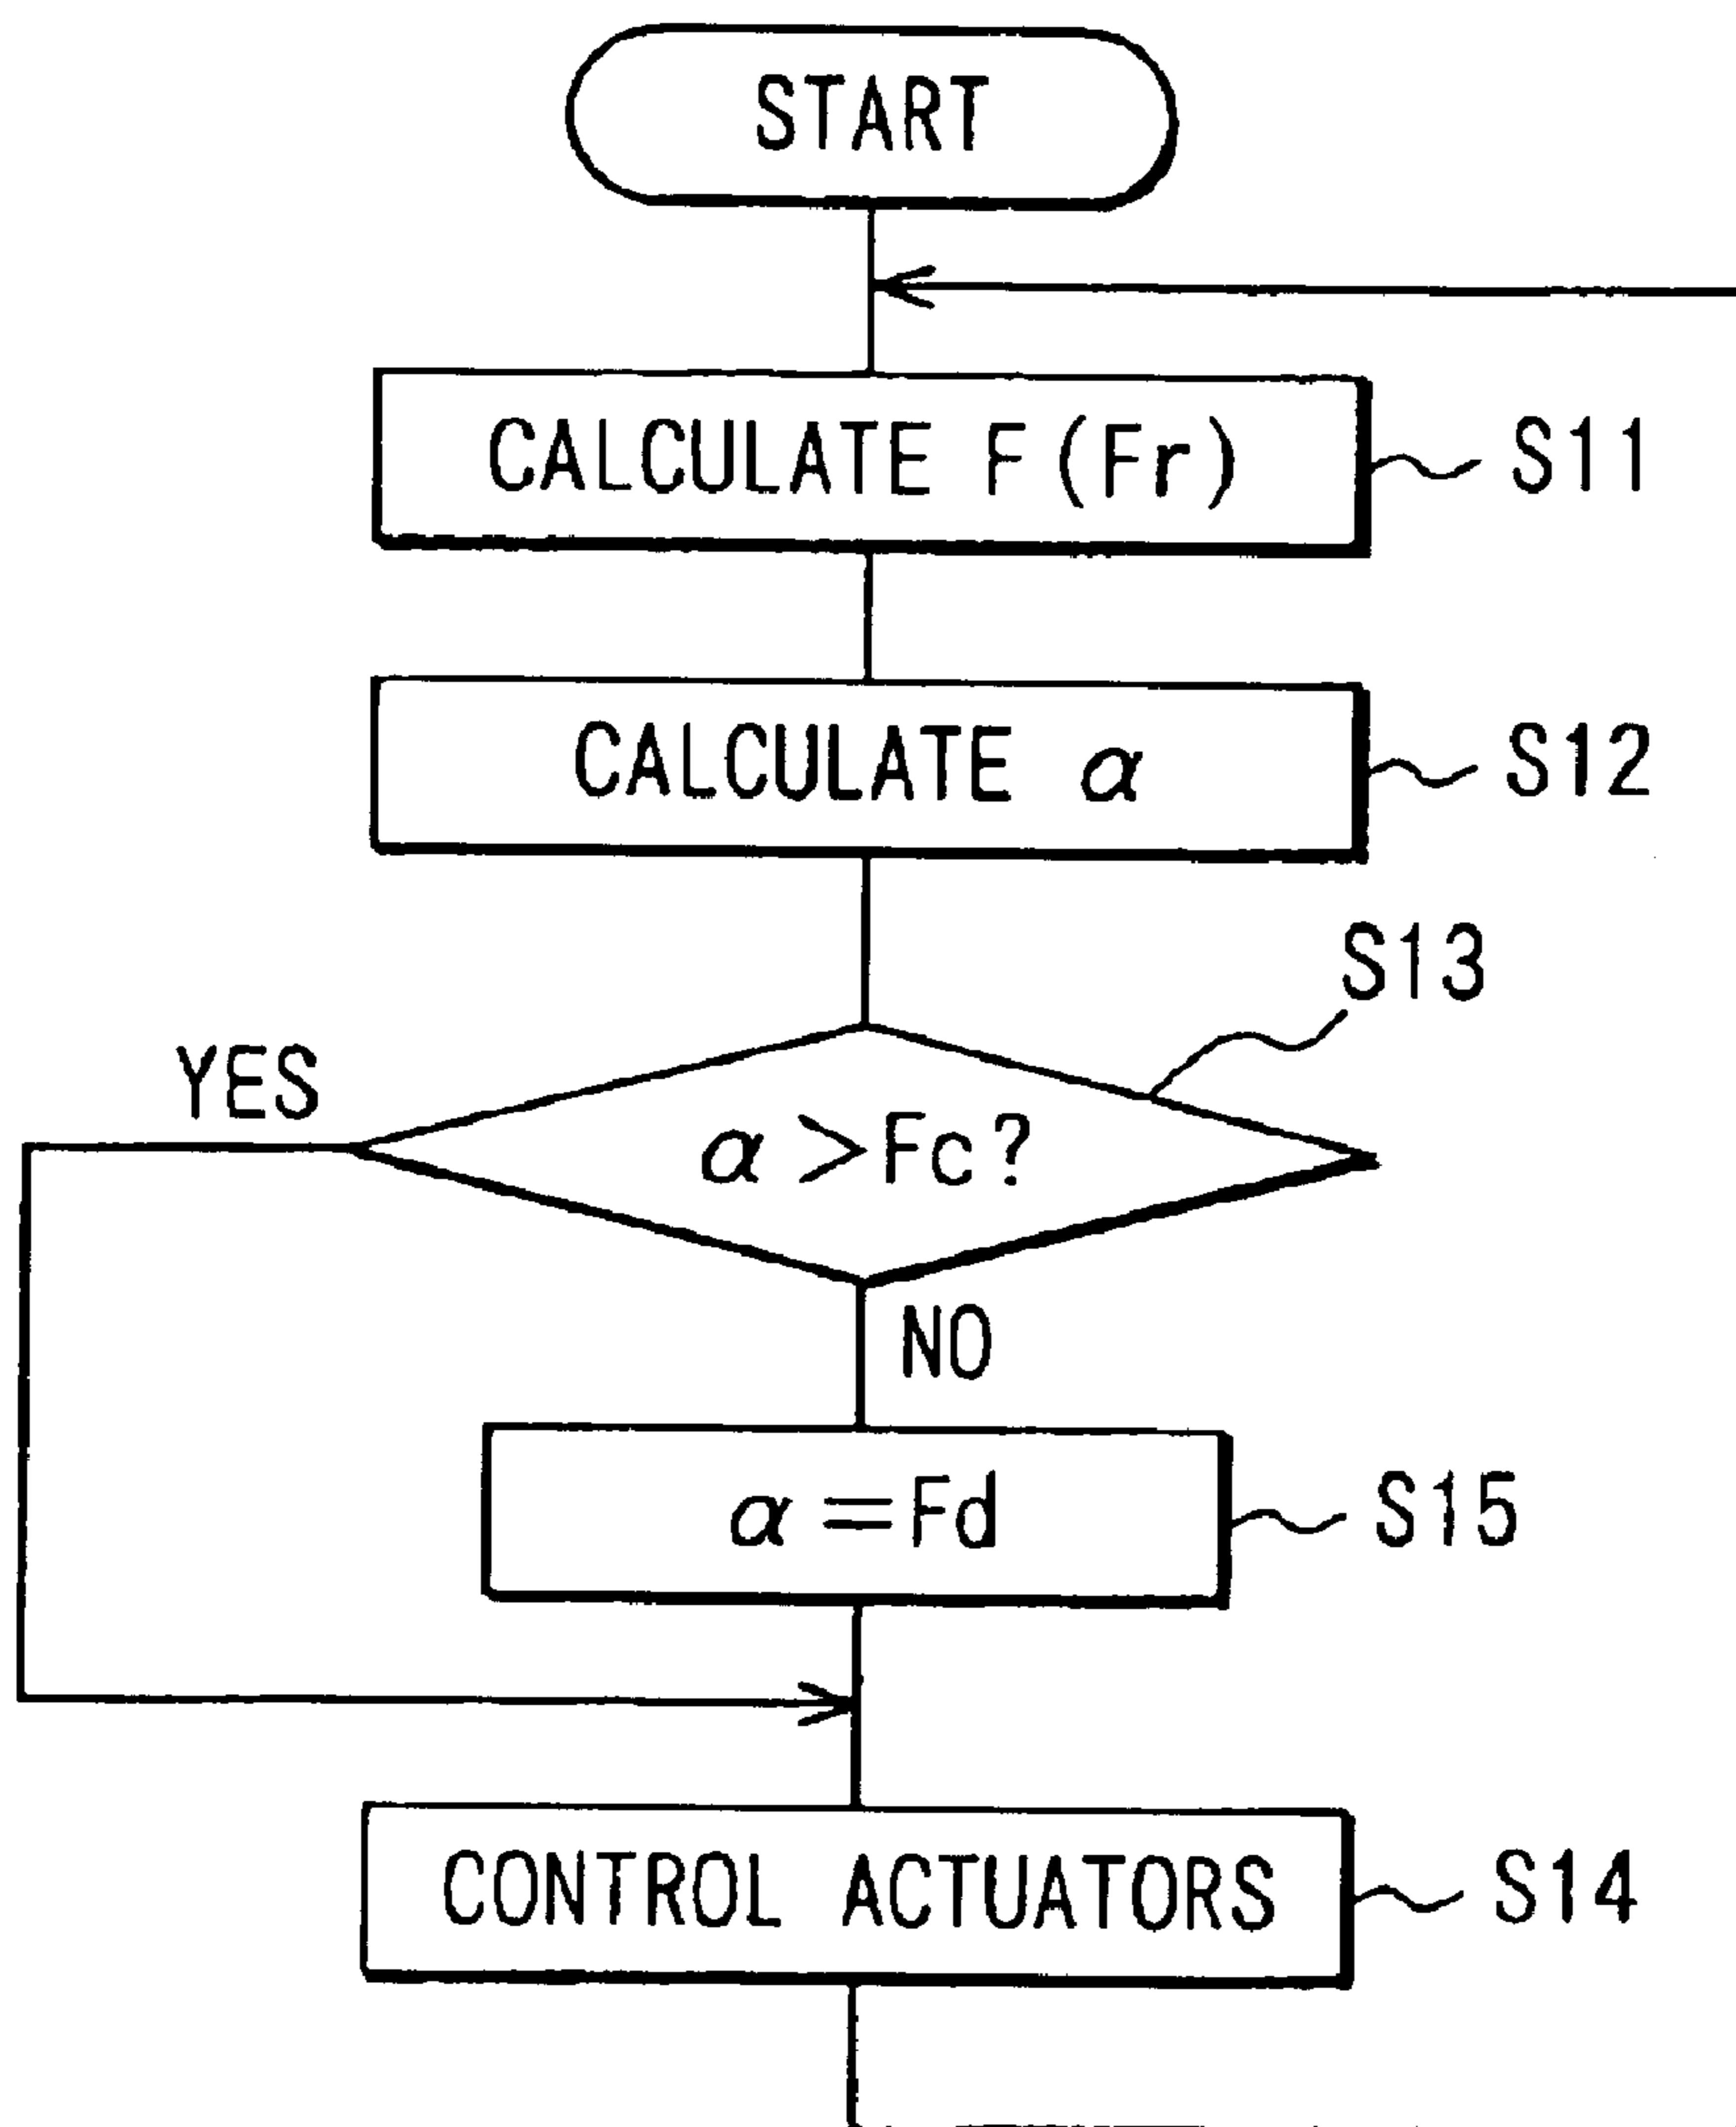 START
CALCULATE F (Fr)
S11
CALCULATE α
S12
S13
YES
α >Fc?
NO
α =Fd
S15
CONTROL ACTUATORS
S14